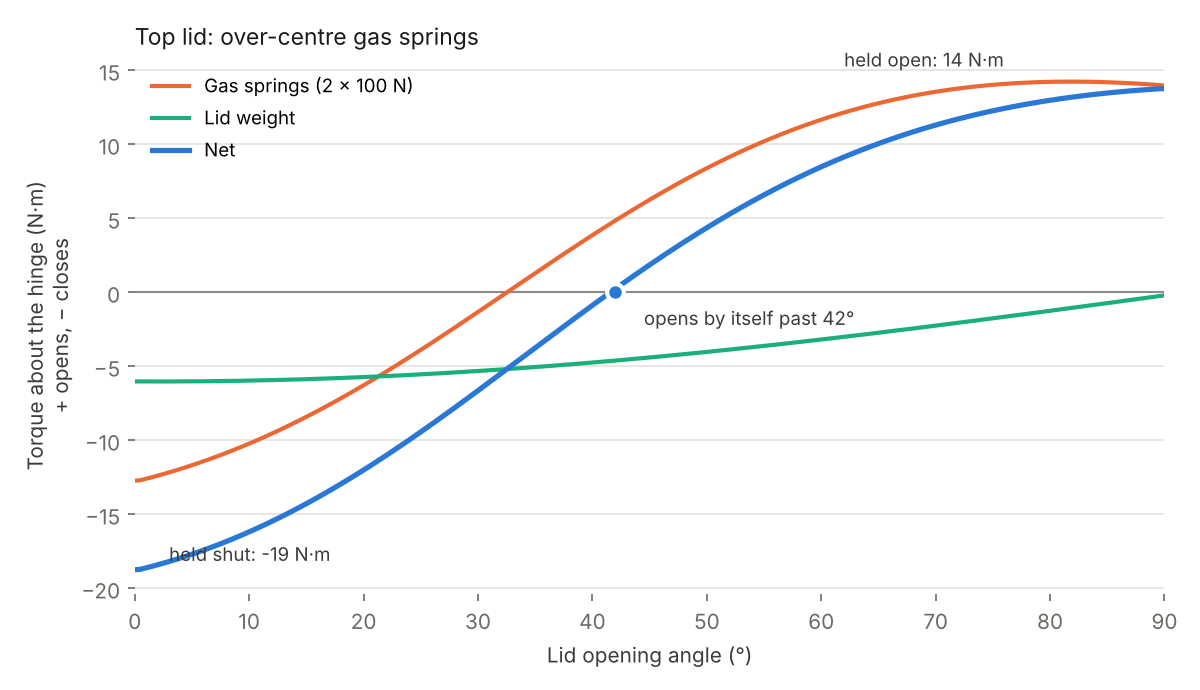 Top lid: over-centre gas springs
held open: 14 N·m
15
Gas springs (2 × 100 N)
Lid weight
10
Net
5
0
opens by itself past 42°
−5
−10
−15
held shut: -19 N·m
−20
Torque about the hinge (N·m)
+ opens, − closes
0 10 20 30 40 50 60 70 80 90
Lid opening angle (°)